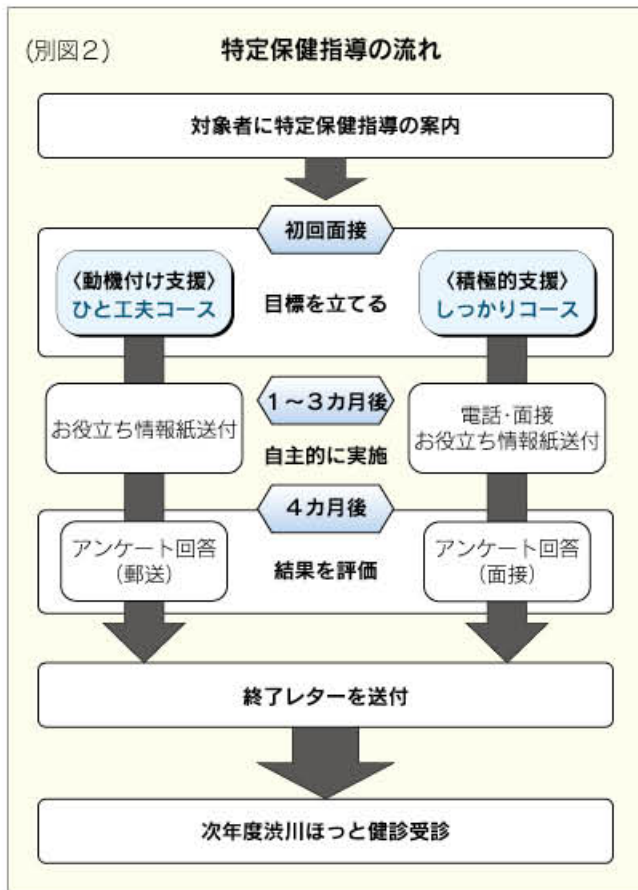 (別図2) 特定保健指導の流れ
対象者に特定保健指導の案内
初回面接
〈動機付け支援〉
ひと工夫コース
目標を立てる
〈積極的支援〉
しっかりコース
1～3カ月後
お役立ち情報紙送付
自主的に実施
電話・面接
お役立ち情報紙送付
4カ月後
アンケート回答
(郵送)
結果を評価
アンケート回答
(面接)
終了レターを送付
次年度渋川ほっと健診受診